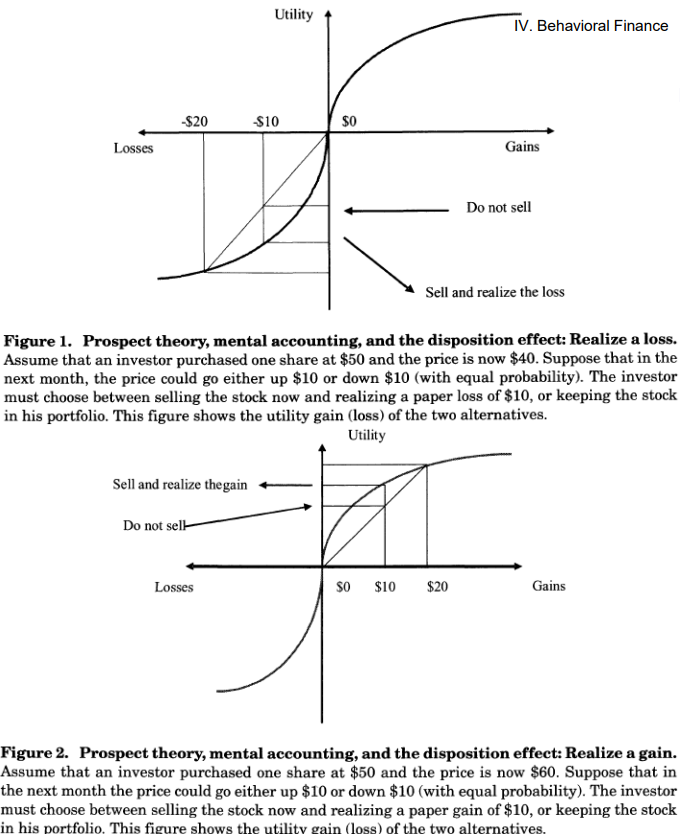 Utility
IV. Behavioral Finance
-$20 -$10 $0
Losses Gains
Do not sell
Sell and realize the loss
Figure 1. Prospect theory, mental accounting, and the disposition effect: Realize a loss.
Assume that an investor purchased one share at $50 and the price is now $40. Suppose that in the
next month, the price could go either up $10 or down $10 (with equal probability). The investor
must choose between selling the stock now and realizing a paper loss of $10, or keeping the stock
in his portfolio. This figure shows the utility gain (loss) of the two alternatives.
Utility
Sell and realize thegain
Do not sell
Losses $0 $10 $20 Gains
Figure 2. Prospect theory, mental accounting, and the disposition effect: Realize a gain.
Assume that an investor purchased one share at $50 and the price is now $60. Suppose that in
the next month the price could go either up $10 or down $10 (with equal probability). The investor
must choose between selling the stock now and realizing a paper gain of $10, or keeping the stock
in his portfolio. This figure shows the utility gain (loss) of the two alternatives.